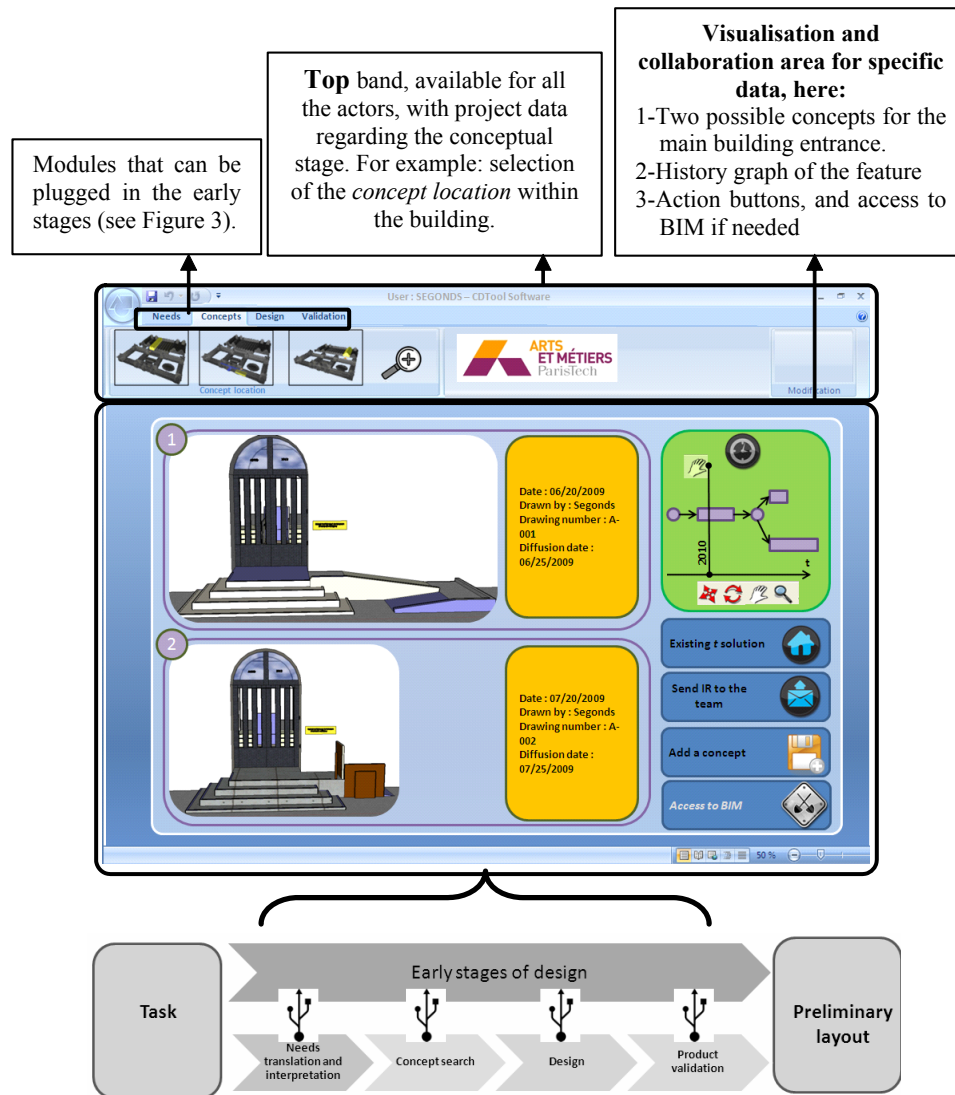 Visualisation and
collaboration area for specific
data, here:
1-Two possible concepts for the
main building entrance.
2-History graph of the feature
3-Action buttons, and access to
BIM if needed
Top band, available for all
the actors, with project data
regarding the conceptual
stage. For example: selection
of the concept location within
the building.
Modules that can be
plugged in the early
stages (see Figure 3).
User : SEGONDS – CDTool Software
Needs Concepts Design Validation
Concept location
ARTS
ET MÉTIERS
ParisTech
Modification
1
Date : 06/20/2009
Drawn by : Segonds
Drawing number : A-
001
Diffusion date :
06/25/2009
2010
t
2
Date : 07/20/2009
Drawn by : Segonds
Drawing number : A-
002
Diffusion date :
07/25/2009
Existing t solution
Send IR to the
team
Add a concept
Access to BIM
50 %
Task
Early stages of design
Needs
translation and
interpretation
Concept search
Design
Product
validation
Preliminary
layout